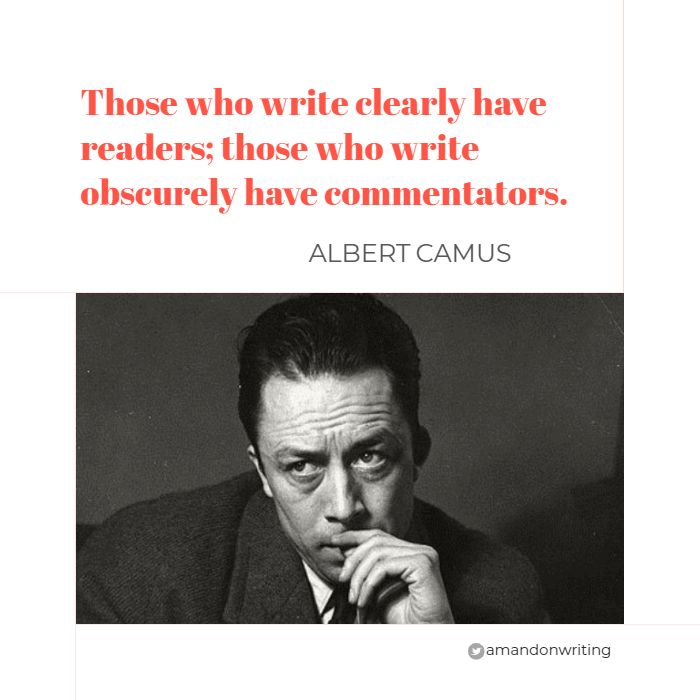 Those who write clearly have
readers; those who write
obscurely have commentators.
ALBERT CAMUS
amandonwriting